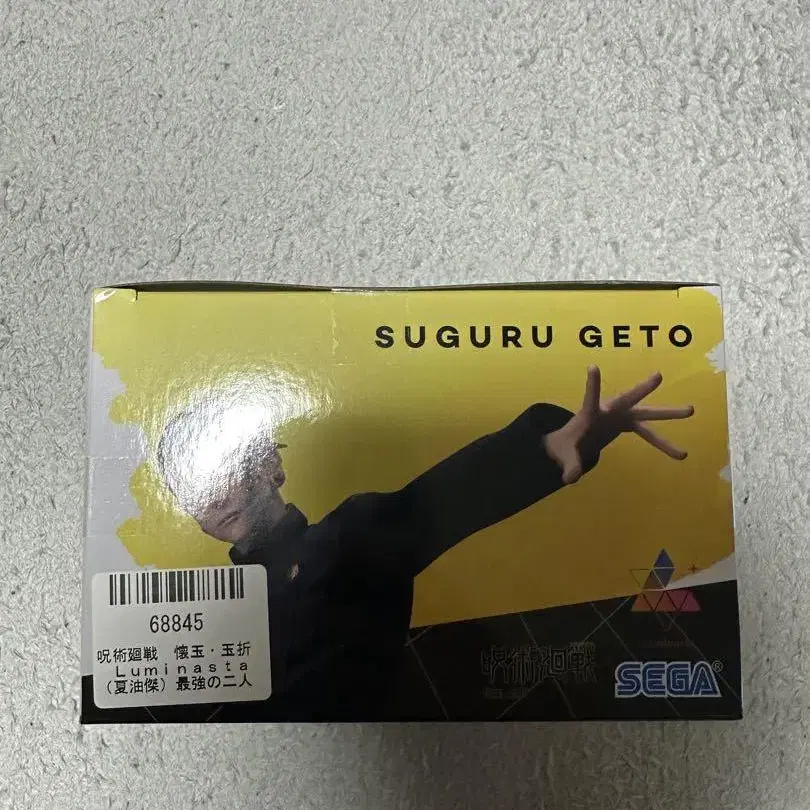 SUGURU GETO
68845
呪術廻戦　懐玉・玉折
Luminasta
（夏油傑）最強の二人
呪術廻戦
SEGA®